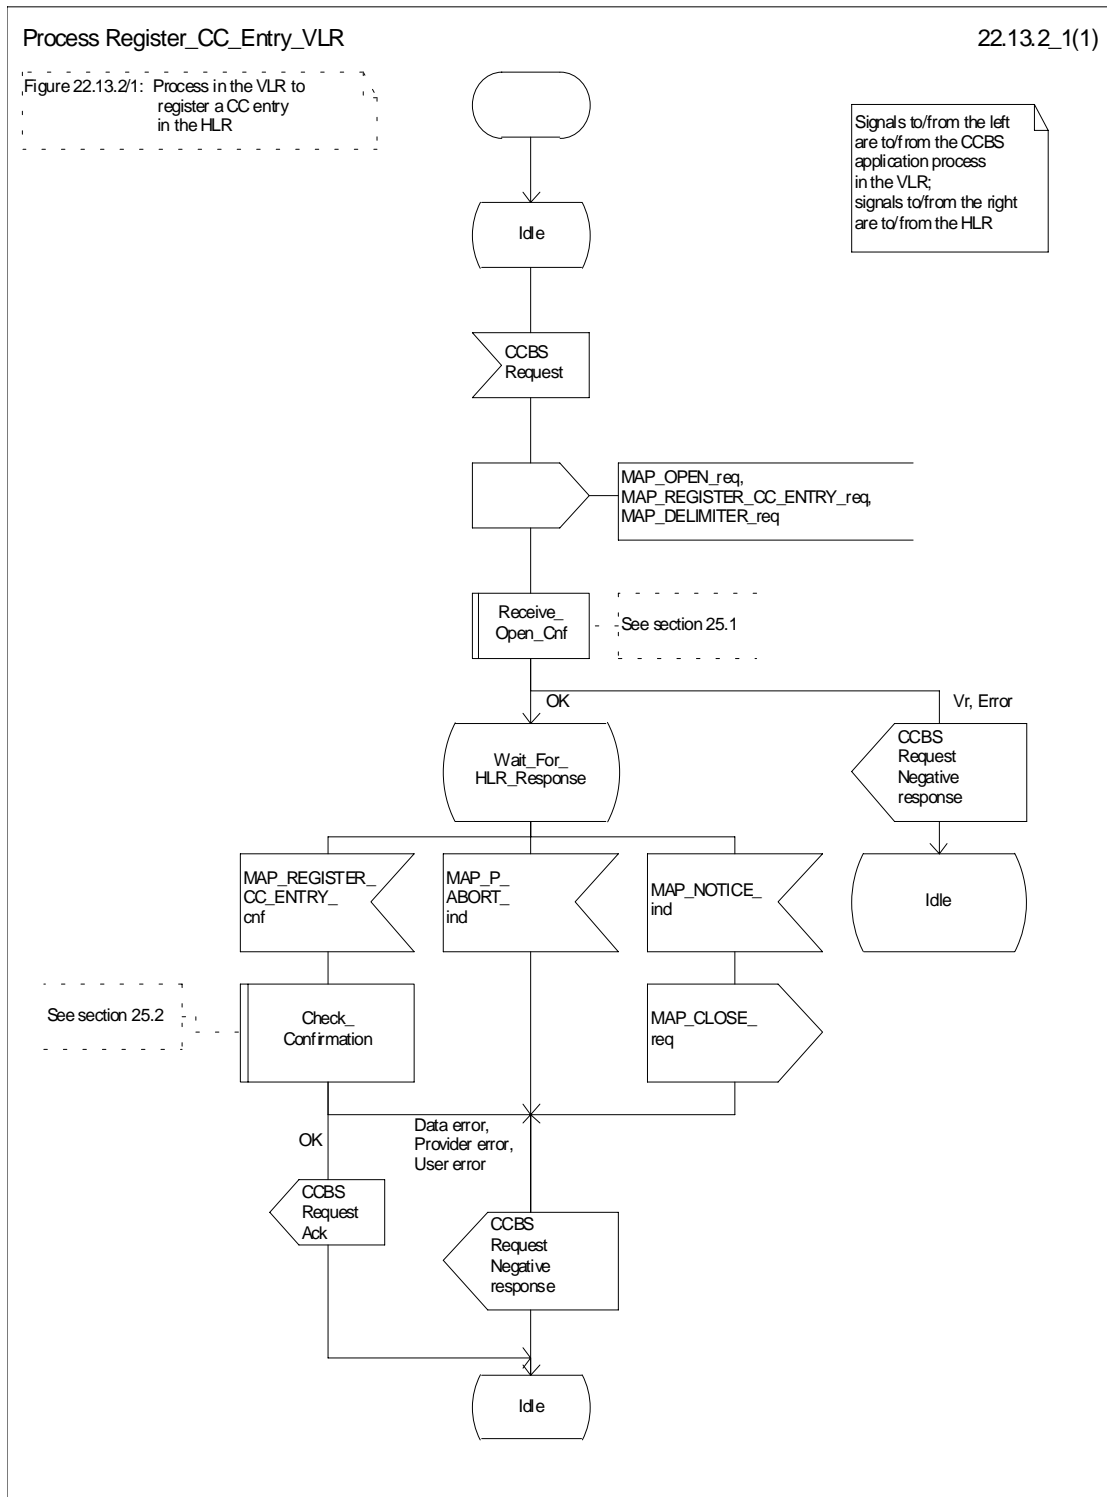 Process Register_CC_Entry_VLR
22.13.2_1(1)
Figure 22.13.2/1: Process in the VLR to
register a CC entry
in the HLR
Signals to/from the left
are to/from the CCBS
application process
in the VLR;
signals to/from the right
are to/from the HLR
Idle
CCBS
Request
MAP_OPEN_req,
MAP_REGISTER_CC_ENTRY_req,
MAP_DELIMITER_req
Receive_
Open_Cnf
See section 25.1
OK
Vr, Error
Wait_For_
HLR_Response
CCBS
Request
Negative
response
MAP_REGISTER_
CC_ENTRY_
cnf
MAP_P_
ABORT_
ind
MAP_NOTICE_
ind
Idle
See section 25.2
Check_
Confirmation
MAP_CLOSE_
req
OK
Data error,
Provider error,
User error
CCBS
Request
Ack
CCBS
Request
Negative
response
Idle